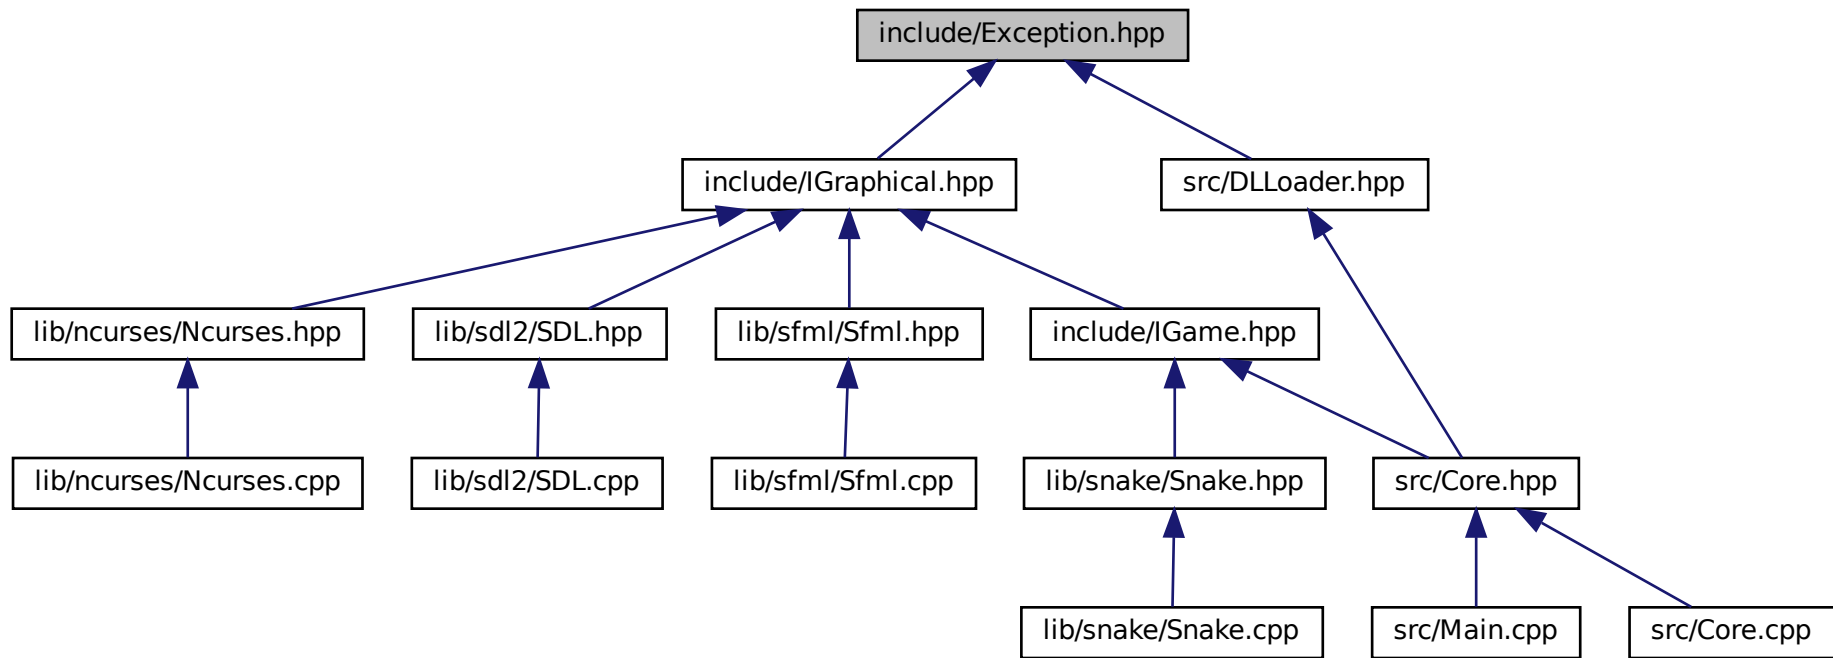 include/Exception.hpp
include/IGraphical.hpp
src/DLLoader.hpp
lib/ncurses/Ncurses.hpp
lib/sdl2/SDL.hpp
lib/sfml/Sfml.hpp
include/IGame.hpp
lib/ncurses/Ncurses.cpp
lib/sdl2/SDL.cpp
lib/sfml/Sfml.cpp
lib/snake/Snake.hpp
src/Core.hpp
lib/snake/Snake.cpp
src/Main.cpp
src/Core.cpp